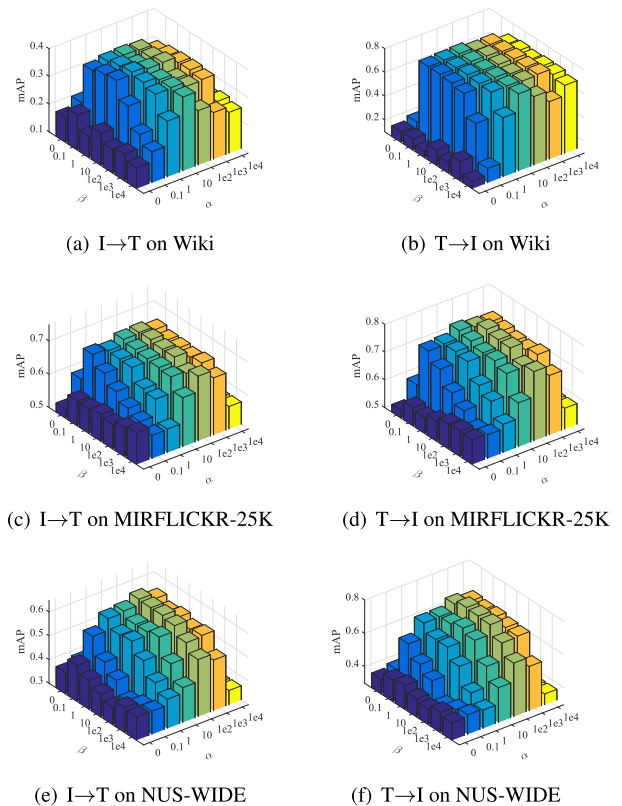 0.4
0.3
0.2
0.1
mAP
0
0.1
1
10
1e2
1e3
1e4
β
0
0.1
1
10
1e2
1e3
1e4
α
(a) I→T on Wiki
0.8
0.6
0.4
0.2
mAP
0
0.1
1
10
1e2
1e3
1e4
β
0
0.1
1
10
1e2
1e3
1e4
α
(b) T→I on Wiki
0.7
0.6
0.5
mAP
0
0.1
1
10
1e2
1e3
1e4
β
0
0.1
1
10
1e2
1e3
1e4
α
(c) I→T on MIRFLICKR-25K
0.8
0.7
0.6
0.5
mAP
0
0.1
1
10
1e2
1e3
1e4
β
0
0.1
1
10
1e2
1e3
1e4
α
(d) T→I on MIRFLICKR-25K
0.6
0.5
0.4
0.3
mAP
0
0.1
1
10
1e2
1e3
1e4
β
0
0.1
1
10
1e2
1e3
1e4
α
(e) I→T on NUS-WIDE
0.8
0.6
0.4
mAP
0
0.1
1
10
1e2
1e3
1e4
β
0
0.1
1
10
1e2
1e3
1e4
α
(f) T→I on NUS-WIDE